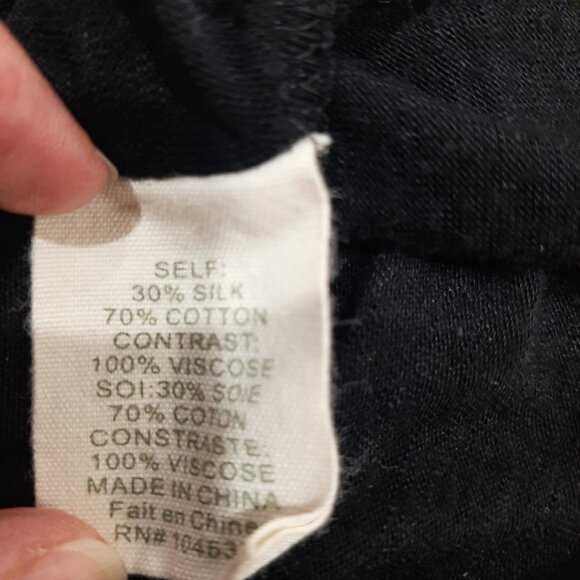 SELF:
30% SILK
70% COTTON
CONTRAST:
100% VISCOSE
SOI:30% SOIE
70% COTON
CONSTRASTE:
100% VISCOSE
MADE IN CHINA
Fait en Chine
RN# 10453